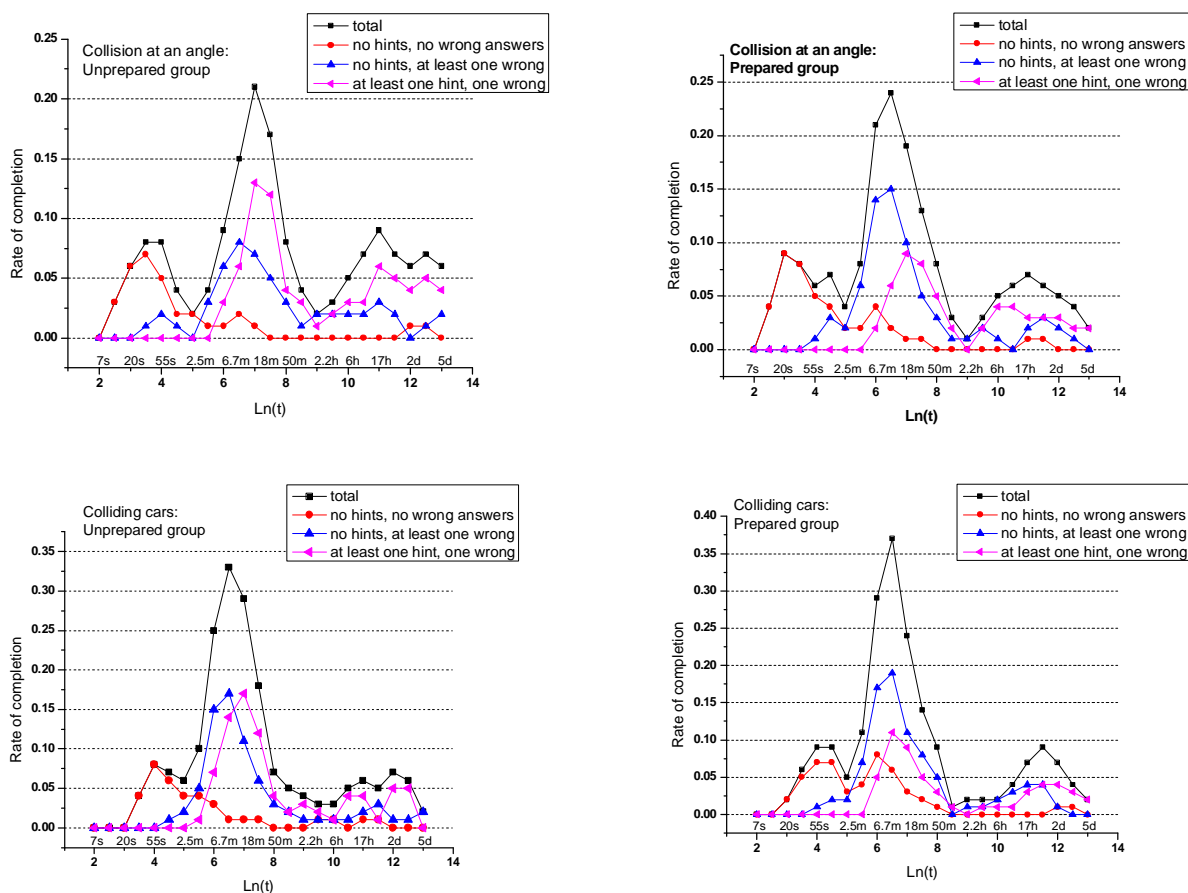 total
no hints, no wrong answers
no hints, at least one wrong
at least one hint, one wrong
Collision at an angle:
Unprepared group
0.25
0.20
0.15
0.10
0.05
0.00
Rate of completion
7s 20s 55s 2.5m 6.7m 18m 50m 2.2h 6h 17h 2d 5d
2 4 6 8 10 12 14
Ln(t)
total
no hints, no wrong answers
no hints, at least one wrong
at least one hint, one wrong
Collision at an angle:
Prepared group
0.25
0.20
0.15
0.10
0.05
0.00
Rate of completion
7s 20s 55s 2.5m 6.7m 18m 50m 2.2h 6h 17h 2d 5d
2 4 6 8 10 12 14
Ln(t)
total
no hints, no wrong answers
no hints, at least one wrong
at least one hint, one wrong
Colliding cars:
Unprepared group
0.35
0.30
0.25
0.20
0.15
0.10
0.05
0.00
Rate of completion
7s 20s 55s 2.5m 6.7m 18m 50m 2.2h 6h 17h 2d 5d
2 4 6 8 10 12 14
Ln(t)
total
no hints, no wrong answers
no hints, at least one wrong
at least one hint, one wrong
Colliding cars:
Prepared group
0.40
0.35
0.30
0.25
0.20
0.15
0.10
0.05
0.00
Rate of completion
7s 20s 55s 2.5m 6.7m 18m 50m 2.2h 6h 17h 2d 5d
2 4 6 8 10 12 14
Ln(t)